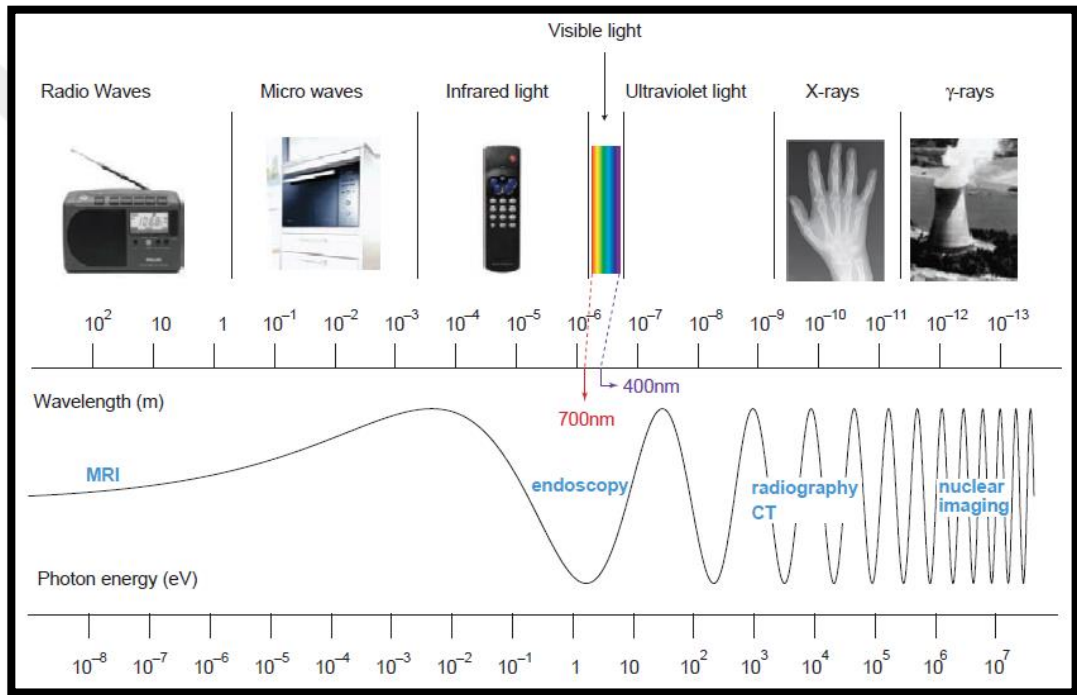 Visible light
Radio Waves Micro waves Infrared light Ultraviolet light X-rays γ-rays
10² 10 1 10⁻¹ 10⁻² 10⁻³ 10⁻⁴ 10⁻⁵ 10⁻⁶ 10⁻⁷ 10⁻⁸ 10⁻⁹ 10⁻¹⁰ 10⁻¹¹ 10⁻¹² 10⁻¹³
400nm
Wavelength (m)
700nm
MRI
endoscopy
radiography
CT
nuclear
imaging
Photon energy (eV)
10⁻⁸ 10⁻⁷ 10⁻⁶ 10⁻⁵ 10⁻⁴ 10⁻³ 10⁻² 10⁻¹ 1 10 10² 10³ 10⁴ 10⁵ 10⁶ 10⁷